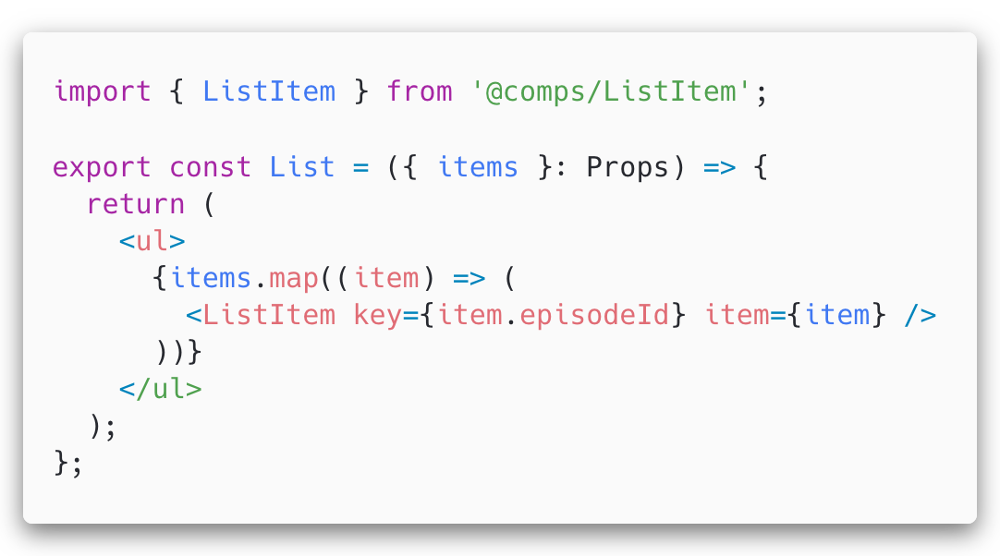 import { ListItem } from '@comps/ListItem';

export const List = ({ items }: Props) => {
  return (
    <ul>
      {items.map((item) => (
        <ListItem key={item.episodeId} item={item} />
      ))}
    </ul>
  );
};